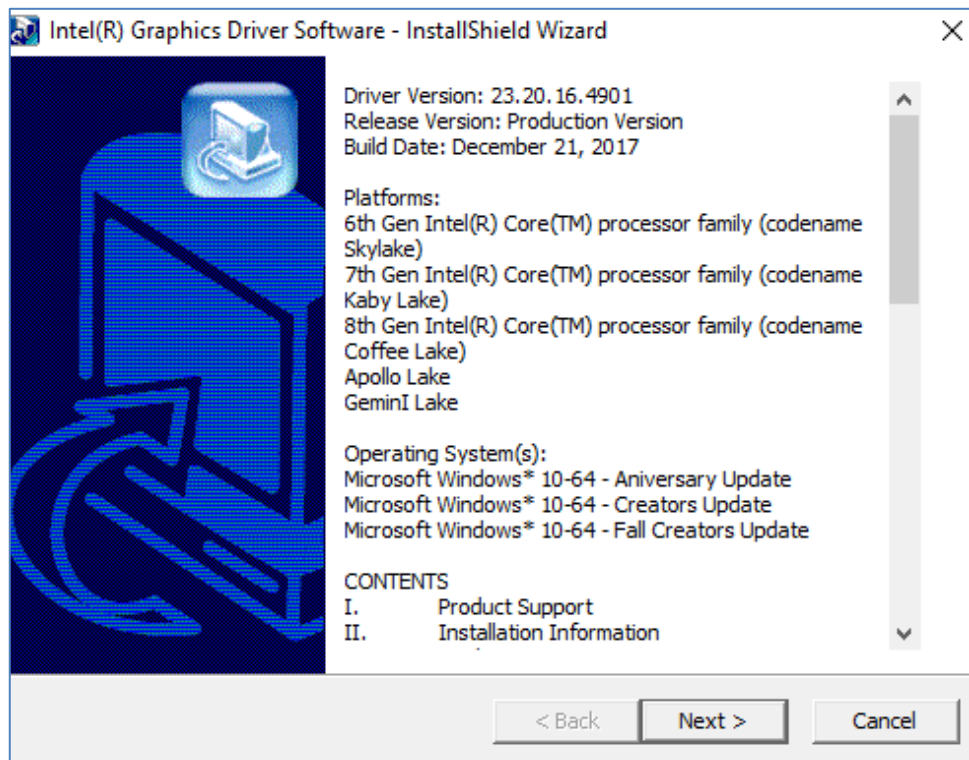 Intel(R) Graphics Driver Software - InstallShield Wizard
Driver Version: 23.20.16.4901
Release Version: Production Version
Build Date: December 21, 2017
Platforms:
6th Gen Intel(R) Core(TM) processor family (codename
Skylake)
7th Gen Intel(R) Core(TM) processor family (codename
Kaby Lake)
8th Gen Intel(R) Core(TM) processor family (codename
Coffee Lake)
Apollo Lake
GeminI Lake
Operating System(s):
Microsoft Windows* 10-64 - Aniversary Update
Microsoft Windows* 10-64 - Creators Update
Microsoft Windows* 10-64 - Fall Creators Update
CONTENTS
I. Product Support
II. Installation Information
< Back Next > Cancel